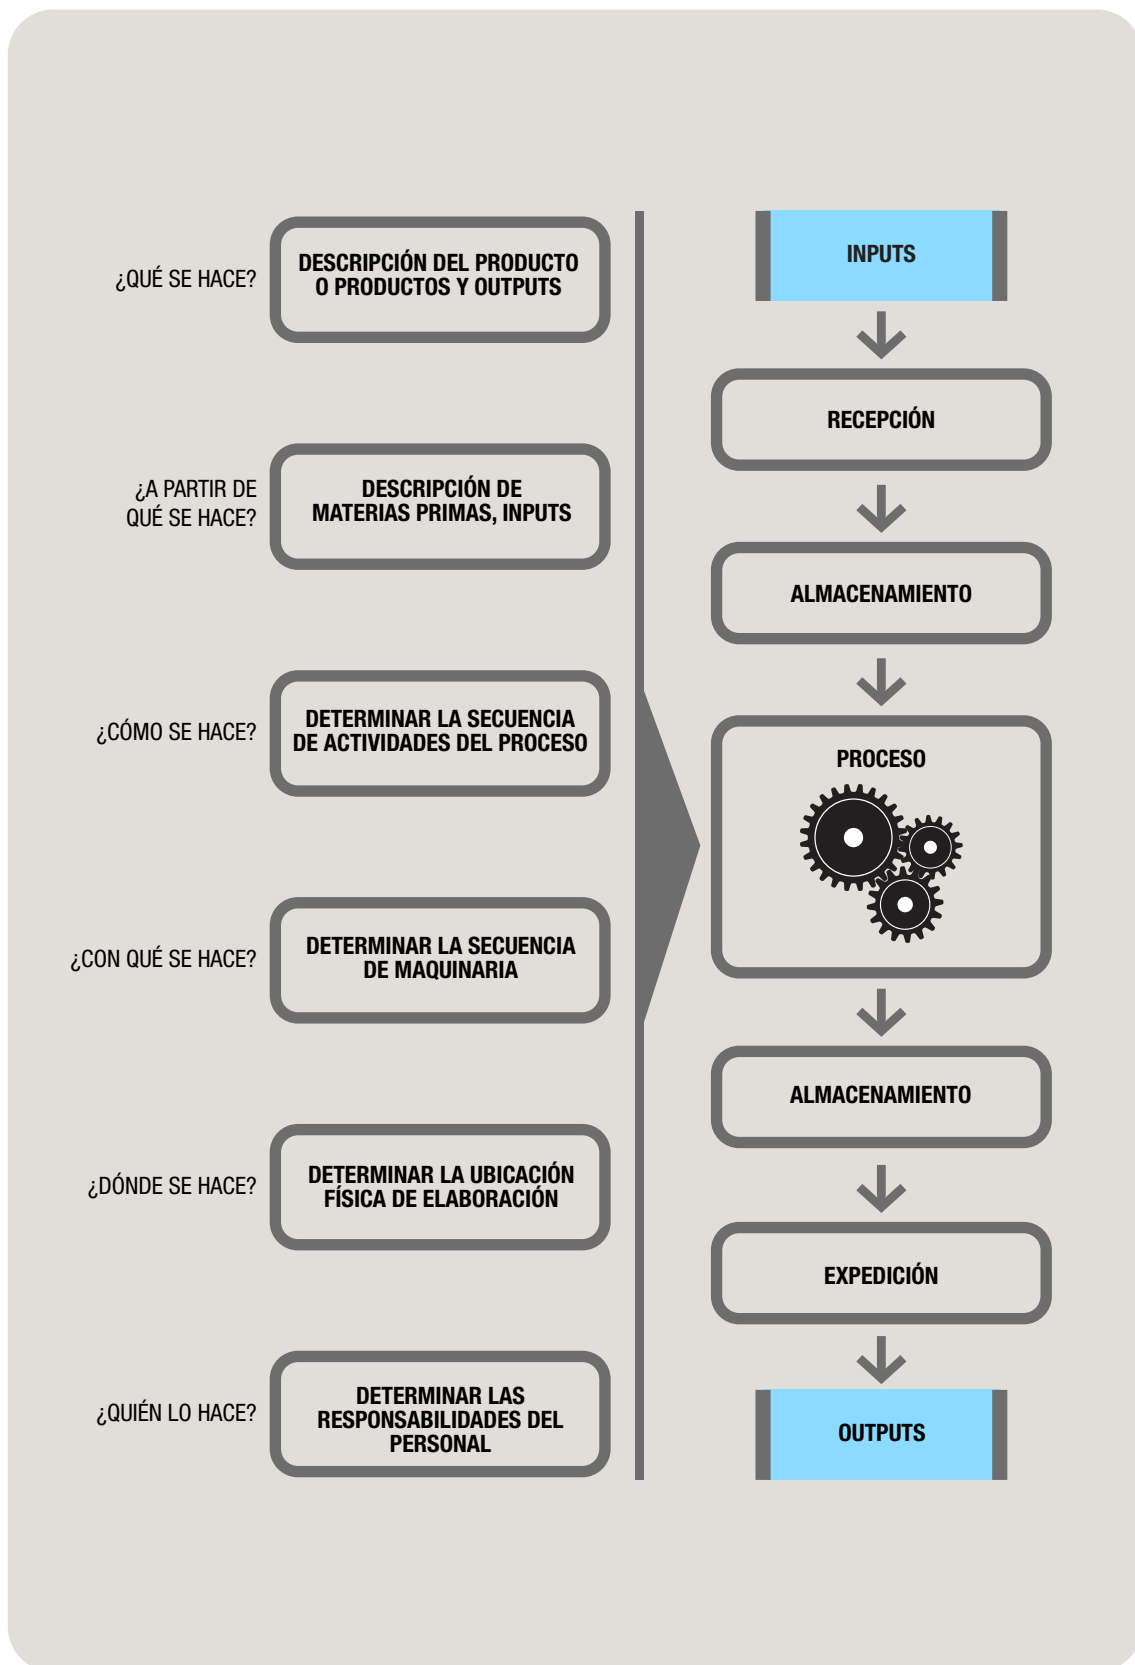 ¿QUÉ SE HACE?
DESCRIPCIÓN DEL PRODUCTO
O PRODUCTOS Y OUTPUTS
¿A PARTIR DE
QUÉ SE HACE?
DESCRIPCIÓN DE
MATERIAS PRIMAS, INPUTS
¿CÓMO SE HACE?
DETERMINAR LA SECUENCIA
DE ACTIVIDADES DEL PROCESO
¿CON QUÉ SE HACE?
DETERMINAR LA SECUENCIA
DE MAQUINARIA
¿DÓNDE SE HACE?
DETERMINAR LA UBICACIÓN
FÍSICA DE ELABORACIÓN
¿QUIÉN LO HACE?
DETERMINAR LAS
RESPONSABILIDADES DEL
PERSONAL
INPUTS
RECEPCIÓN
ALMACENAMIENTO
PROCESO
ALMACENAMIENTO
EXPEDICIÓN
OUTPUTS